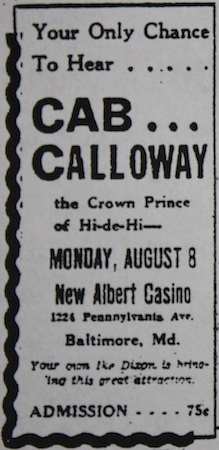 Your Only Chance
To Hear . . . . .
CAB . . .
CALLOWAY
the Crown Prince
of Hi-de-Hi—
MONDAY, AUGUST 8
New Albert Casino
1224 Pennnylvania Ave.
Baltimore, Md.
Your own Ike Dixon is bring-
ing this great attraction.
ADMISSION - - - - 75c